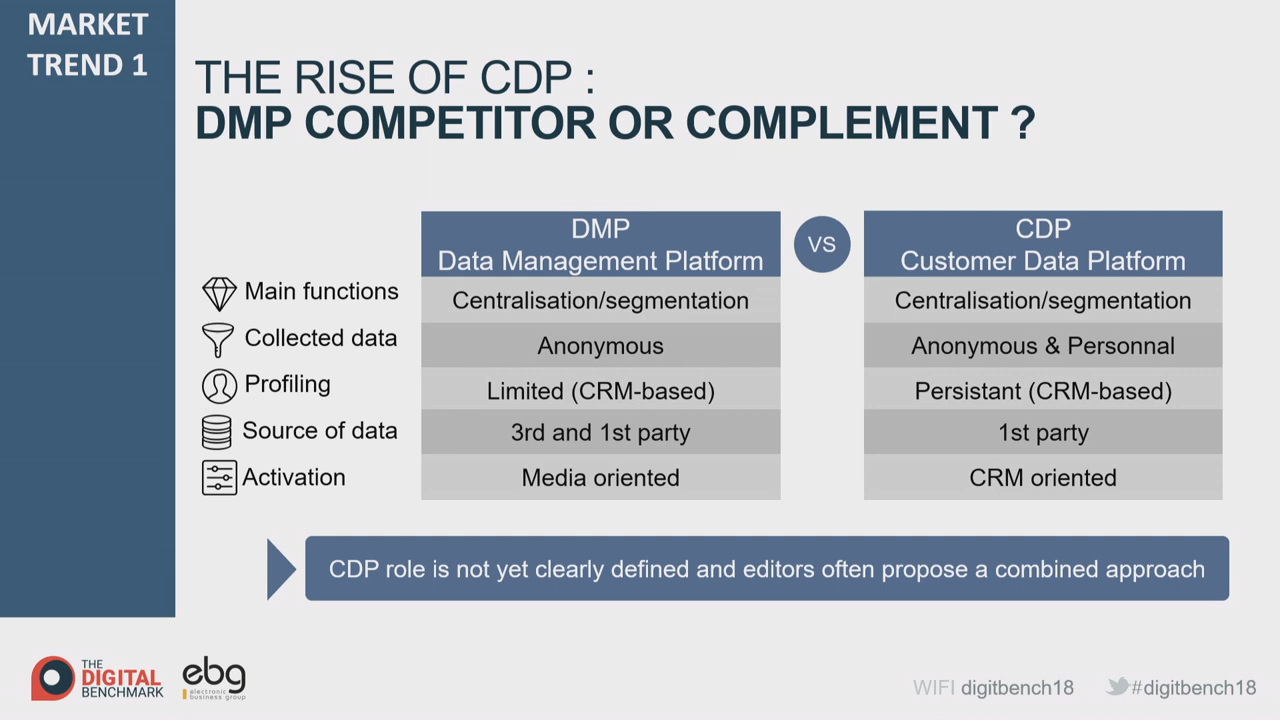 MARKET
TREND 1
THE RISE OF CDP :
DMP COMPETITOR OR COMPLEMENT ?
DMP
Data Management Platform
VS
CDP
Customer Data Platform
Main functions
Centralisation/segmentation
Centralisation/segmentation
Collected data
Anonymous
Anonymous & Personnal
Profiling
Limited (CRM-based)
Persistant (CRM-based)
Source of data
3rd and 1st party
1st party
Activation
Media oriented
CRM oriented
CDP role is not yet clearly defined and editors often propose a combined approach
THE
DIGITAL
BENCHMARK
ebg
electronic
business group
WIFI digitbench18
#digitbench18